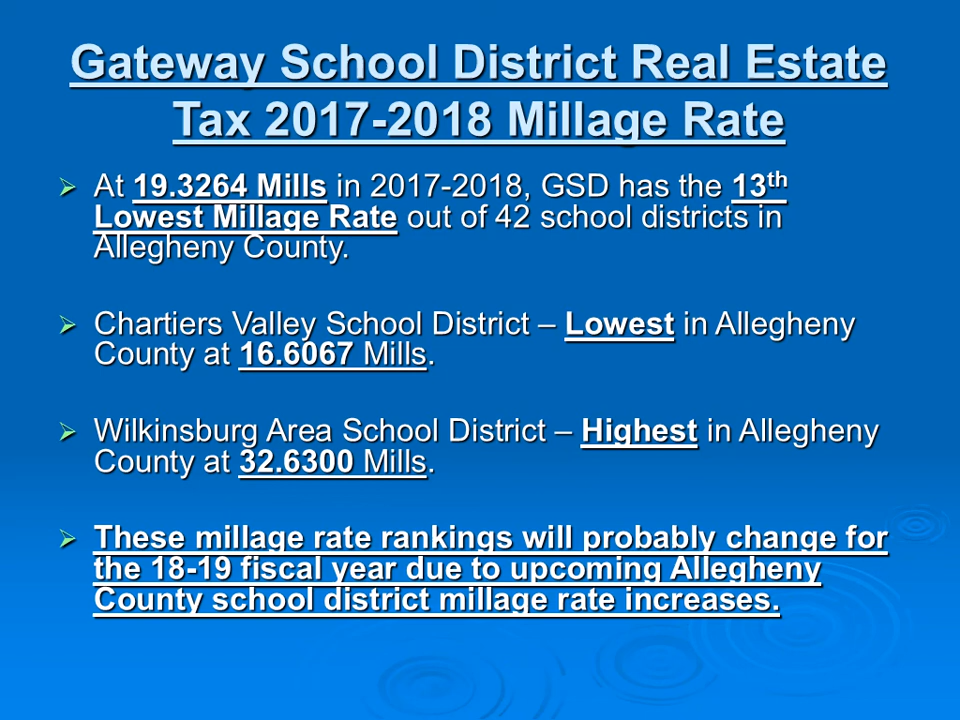 Gateway School District Real Estate
Tax 2017-2018 Millage Rate
➢ At 19.3264 Mills in 2017-2018, GSD has the 13th
Lowest Millage Rate out of 42 school districts in
Allegheny County.
➢ Chartiers Valley School District – Lowest in Allegheny
County at 16.6067 Mills.
➢ Wilkinsburg Area School District – Highest in Allegheny
County at 32.6300 Mills.
➢ These millage rate rankings will probably change for
the 18-19 fiscal year due to upcoming Allegheny
County school district millage rate increases.